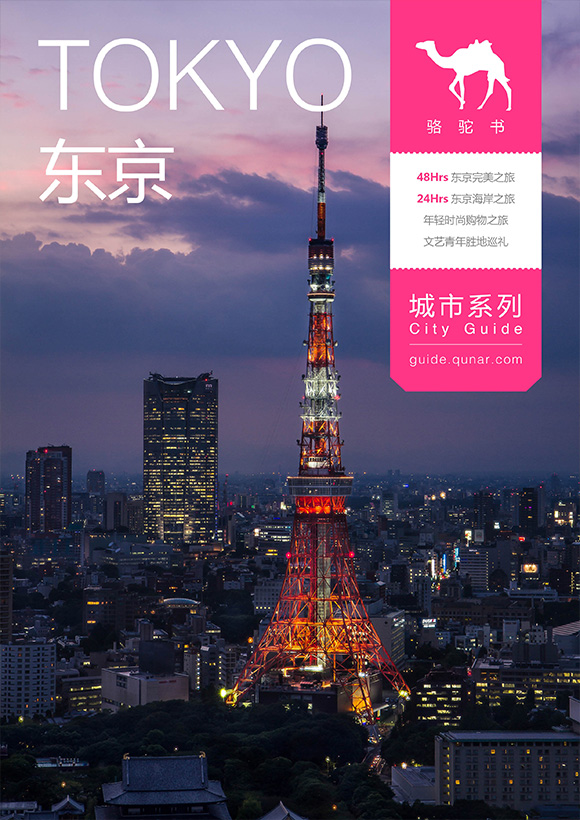 TOKYO
东京
骆驼书
48Hrs 东京完美之旅
24Hrs 东京海岸之旅
年轻时尚购物之旅
文艺青年胜地巡礼
城市系列
City Guide
guide.qunar.com